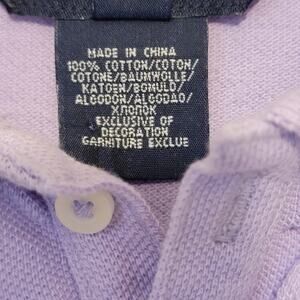 MADE IN CHINA
100% COTTON/COTON/
COTONE/BAUMWOLLE/
KATOEN/BOMULD/
ALGODON/ALGODAO/
ХЛОПОК
EXCLUSIVE OF
DECORATION
GARNITURE EXCLUE